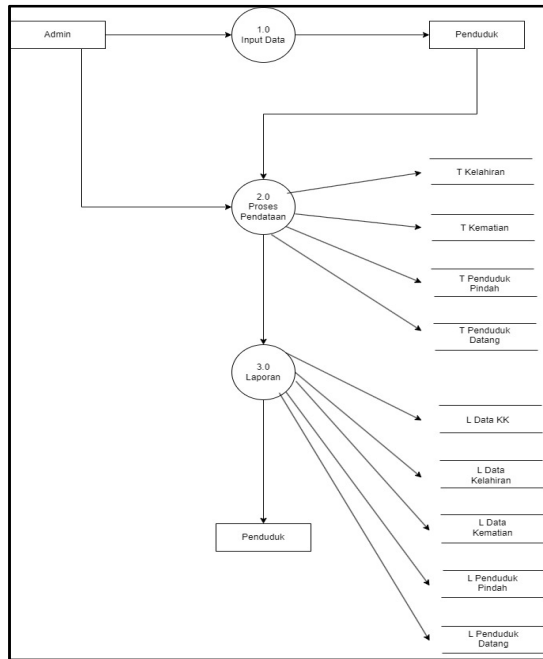 Admin
1.0
Input Data
Penduduk
2.0
Proses
Pendataan
T Kelahiran
T Kematian
T Penduduk
Pindah
T Penduduk
Datang
3.0
Laporan
L Data KK
L Data
Kelahiran
L Data
Kematian
Penduduk
L Penduduk
Pindah
L Penduduk
Datang